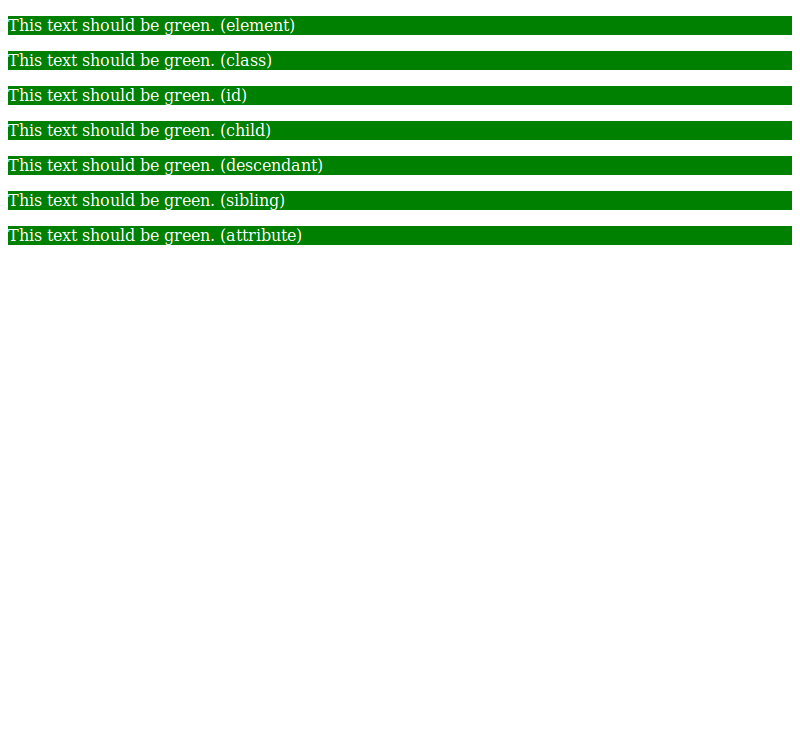 This text should be green. (element)
This text should be green. (class)
This text should be green. (id)
This text should be green. (child)
This text should be green. (descendant)
This text should be green. (sibling)
This text should be green. (attribute)